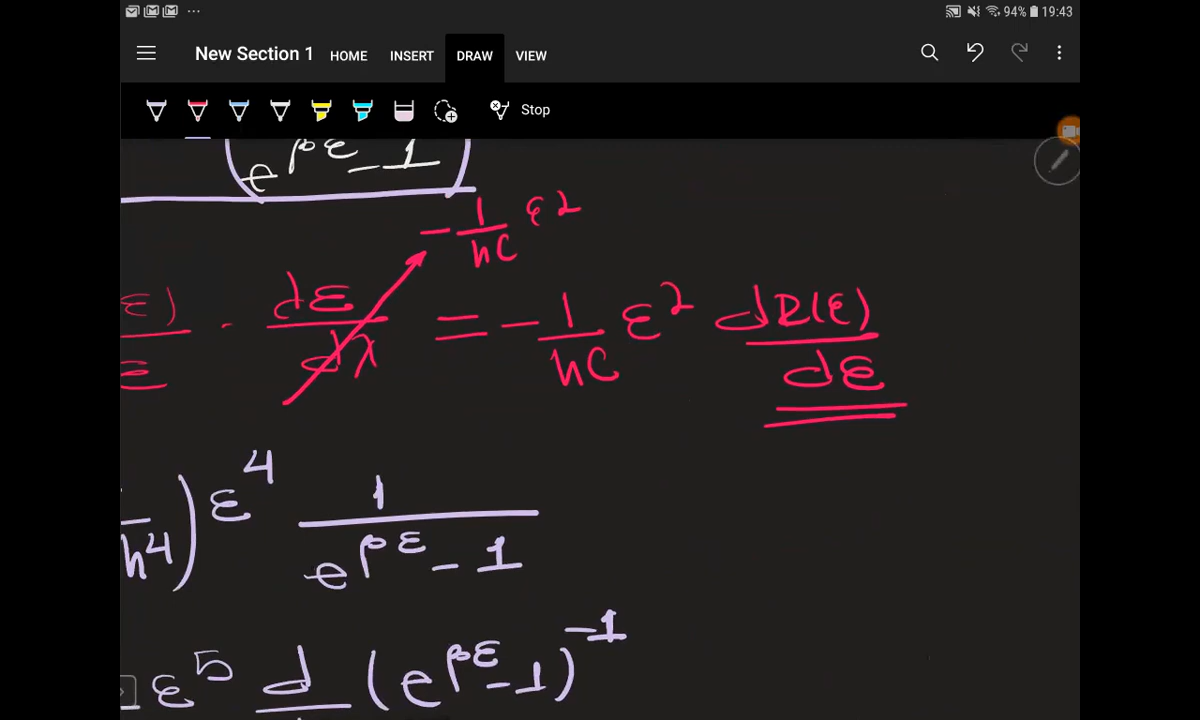 94% 19:43
New Section 1 HOME INSERT DRAW VIEW
Stop
e^βε - 1
- 1/hc ε²
ε)/ε · dε/dλ = - 1/hc ε² dR(ε)/dε
h⁴) ε⁴ 1/(e^βε - 1)
ε⁵ d (e^βε - 1)⁻¹